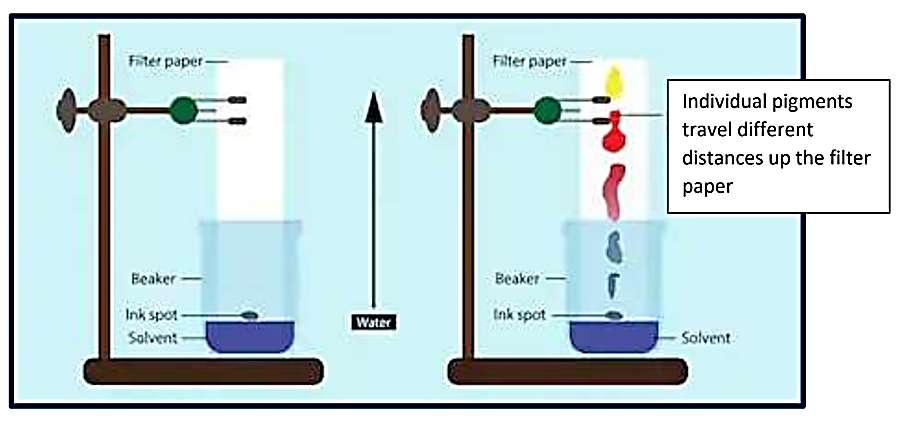 Filter paper
Beaker
Ink spot
Solvent
Water
Filter paper
Individual pigments
travel different
distances up the filter
paper
Beaker
Ink spot
Solvent